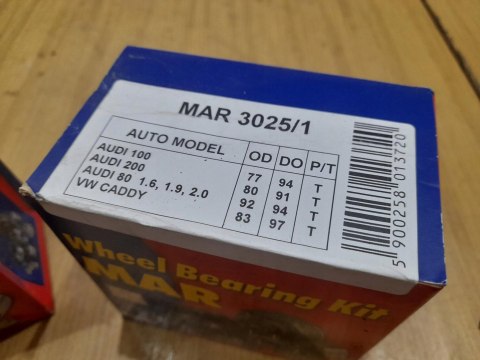 MAR 3025/1
AUTO MODEL OD DO P/T
AUDI 100 77 94 T
AUDI 200 80 91 T
AUDI 80 1.6, 1.9, 2.0 92 94 T
VW CADDY 83 97 T
5 900258 013720
Wheel Bearing Kit
MAR